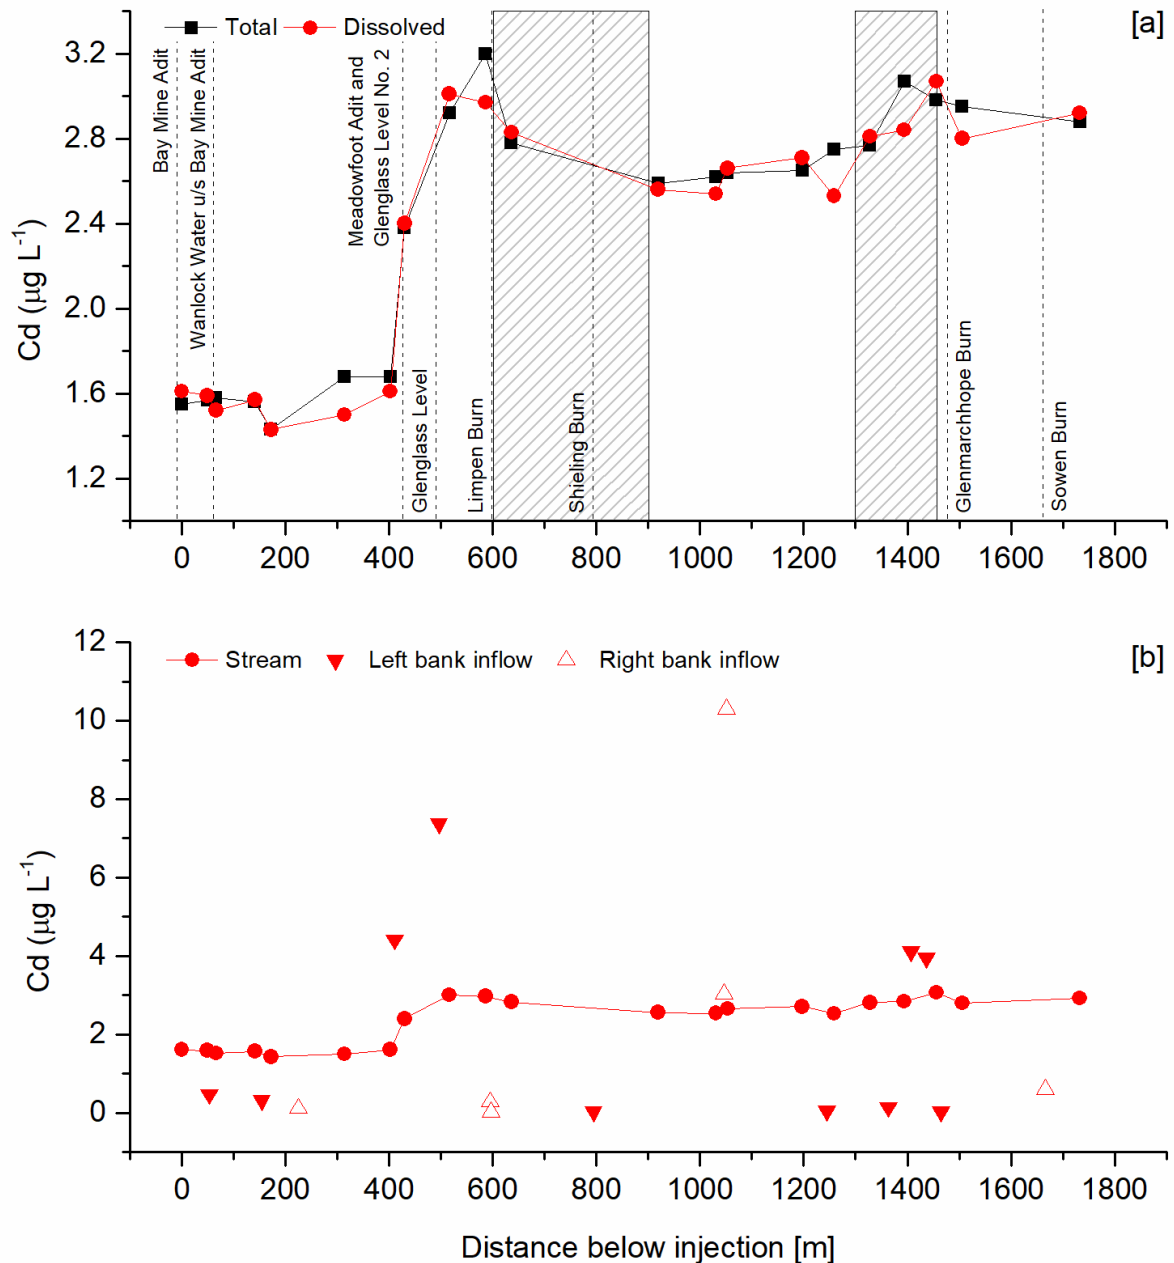 Total Dissolved [a]
3.2
2.8
2.4
2.0
1.6
1.2
Cd (µg L⁻¹)
Bay Mine Adit
Wanlock Water u/s Bay Mine Adit
Meadowfoot Adit and
Glenglass Level No. 2
Glenglass Level
Limpen Burn
Shieling Burn
Glenmarchhope Burn
Sowen Burn
0 200 400 600 800 1000 1200 1400 1600 1800
Stream Left bank inflow Right bank inflow [b]
12
10
8
6
4
2
0
Cd (µg L⁻¹)
0 200 400 600 800 1000 1200 1400 1600 1800
Distance below injection [m]